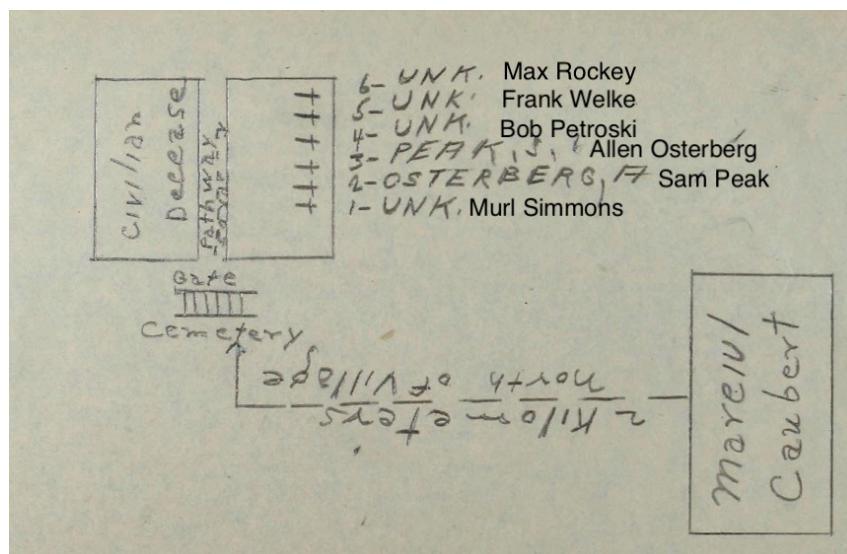 6- UNK. Max Rockey
5- UNK. Frank Welke
4- UNK. Bob Petroski
3- PEAK, S, Allen Osterberg
2- OSTERBERG, A Sam Peak
1- UNK. Murl Simmons
Civilian
Decease
Pathway
Gate
Cemetery
2 Kilometers
north of village
Mareiul
Caubert